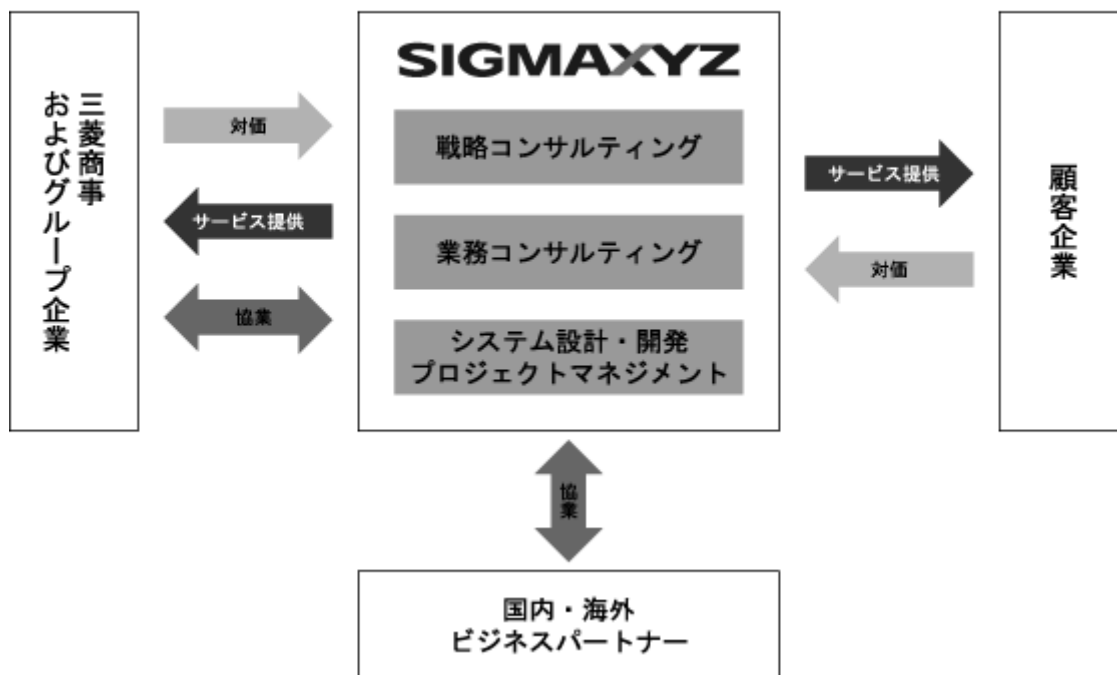 三菱商事
およびグループ企業
対価
サービス提供
協業
SIGMAXYZ
戦略コンサルティング
業務コンサルティング
システム設計・開発
プロジェクトマネジメント
サービス提供
対価
顧客企業
協業
国内・海外
ビジネスパートナー